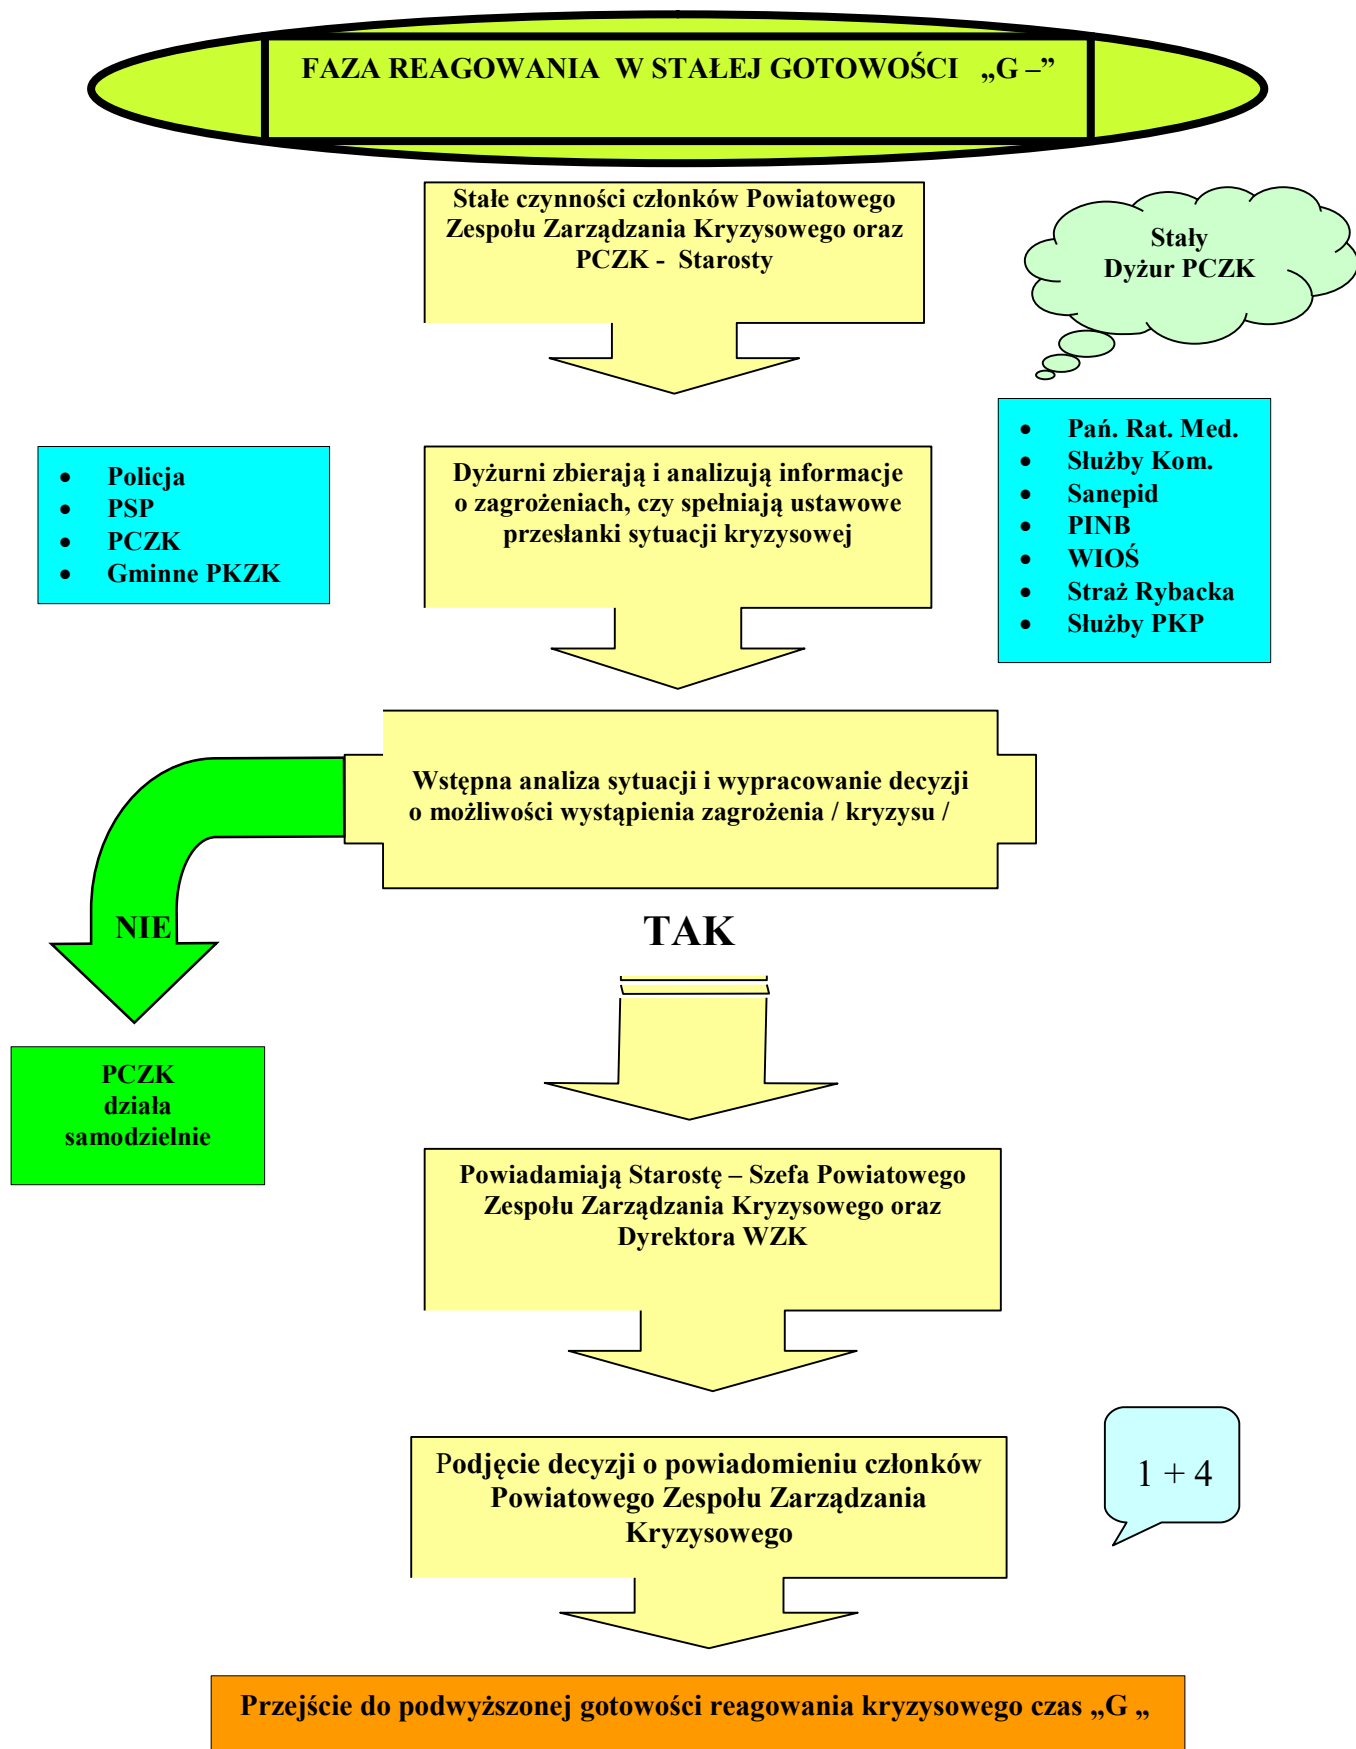 FAZA REAGOWANIA W STAŁEJ GOTOWOŚCI „G –”
Stałe czynności członków Powiatowego
Zespołu Zarządzania Kryzysowego oraz
PCZK - Starosty
Stały
Dyżur PCZK
• Policja
• PSP
• PCZK
• Gminne PKZK
Dyżurni zbierają i analizują informacje
o zagrożeniach, czy spełniają ustawowe
przesłanki sytuacji kryzysowej
• Pań. Rat. Med.
• Służby Kom.
• Sanepid
• PINB
• WIOŚ
• Straż Rybacka
• Służby PKP
Wstępna analiza sytuacji i wypracowanie decyzji
o możliwości wystąpienia zagrożenia / kryzysu /
NIE
TAK
PCZK
działa
samodzielnie
Powiadamiają Starostę – Szefa Powiatowego
Zespołu Zarządzania Kryzysowego oraz
Dyrektora WZK
Podjęcie decyzji o powiadomieniu członków
Powiatowego Zespołu Zarządzania
Kryzysowego
1 + 4
Przejście do podwyższonej gotowości reagowania kryzysowego czas „G „